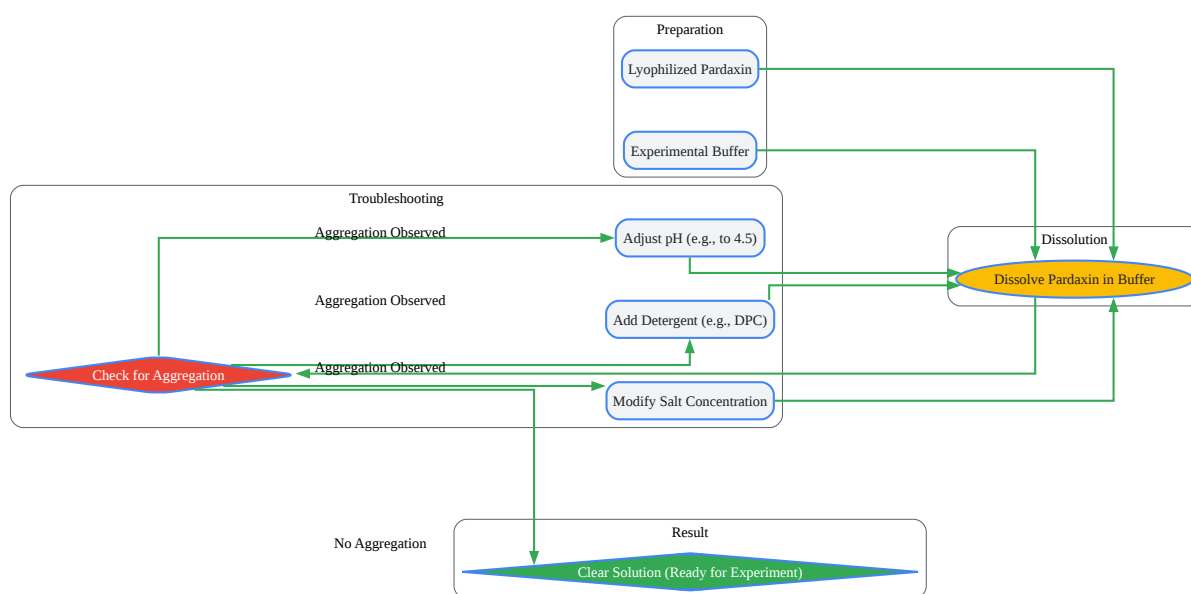 Preparation
Lyophilized Pardaxin
Experimental Buffer
Troubleshooting
Aggregation Observed
Adjust pH (e.g., to 4.5)
Dissolution
Dissolve Pardaxin in Buffer
Aggregation Observed
Add Detergent (e.g., DPC)
Aggregation Observed
Check for Aggregation
Modify Salt Concentration
Result
No Aggregation
Clear Solution (Ready for Experiment)